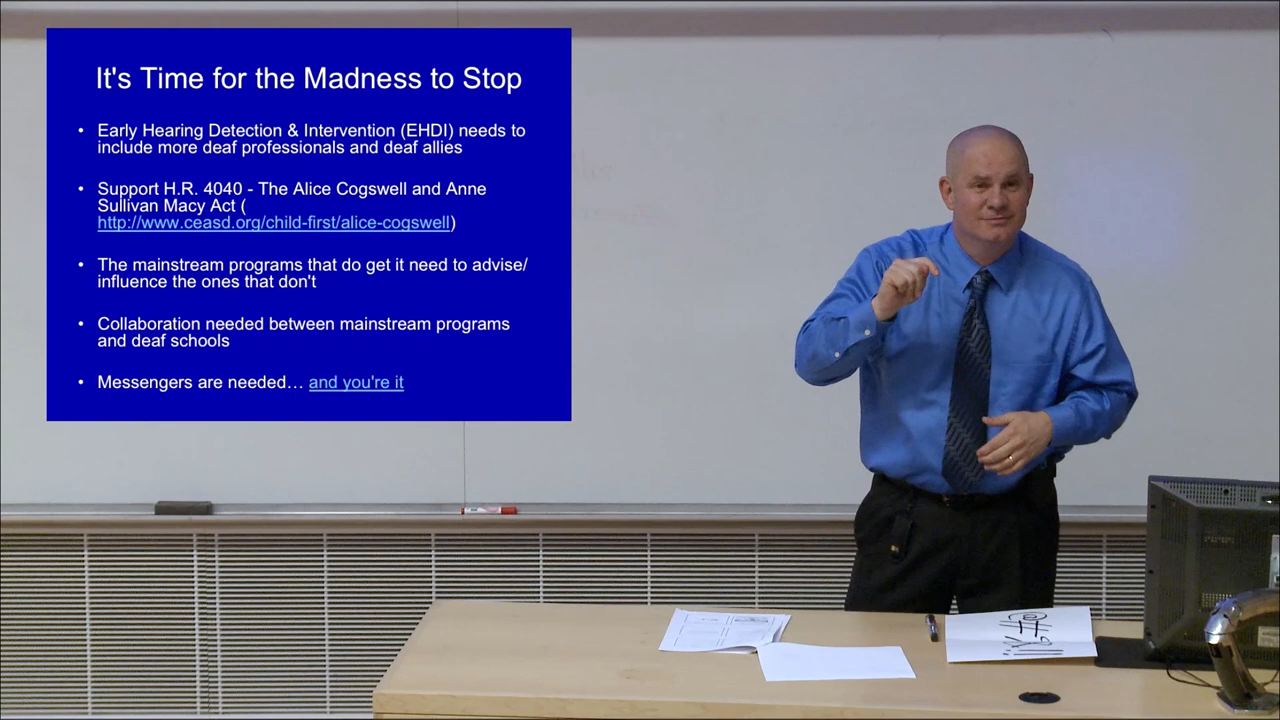 It's Time for the Madness to Stop
• Early Hearing Detection & Intervention (EHDI) needs to
include more deaf professionals and deaf allies
• Support H.R. 4040 - The Alice Cogswell and Anne
Sullivan Macy Act (
http://www.ceasd.org/child-first/alice-cogswell)
• The mainstream programs that do get it need to advise/
influence the ones that don't
• Collaboration needed between mainstream programs
and deaf schools
• Messengers are needed… and you're it